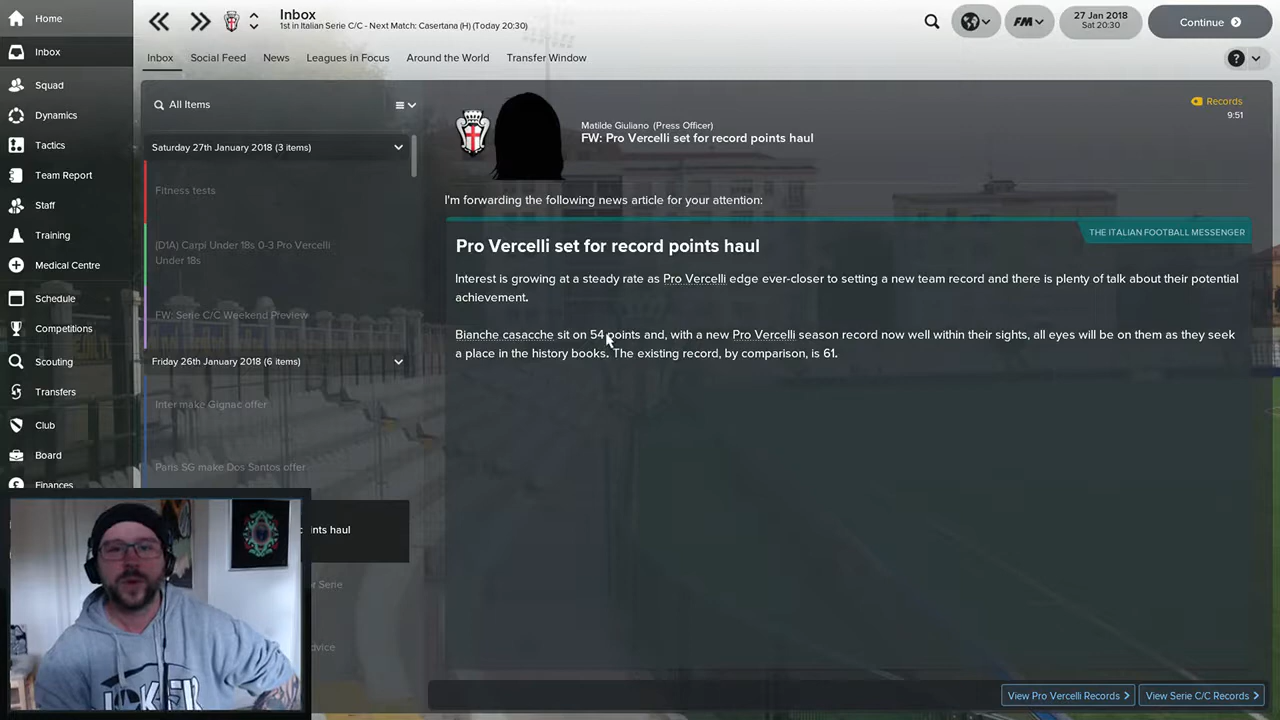 Home
Inbox
1st in Italian Serie C/C - Next Match: Casertana (H) (Today 20:30)
FM
27 Jan 2018
Sat 20:30
Continue
Inbox
Squad
Dynamics
Tactics
Team Report
Staff
Training
Medical Centre
Schedule
Competitions
Scouting
Transfers
Club
Board
Finances
Inbox
Social Feed
News
Leagues in Focus
Around the World
Transfer Window
?
All Items
Saturday 27th January 2018 (3 items)
Fitness tests
(D1A) Carpi Under 18s 0-3 Pro Vercelli
Under 18s
FW: Serie C/C Weekend Preview
Friday 26th January 2018 (6 items)
Inter make Gignac offer
Paris SG make Dos Santos offer
ints haul
r Serie
dvice
Matilde Giuliano (Press Officer)
FW: Pro Vercelli set for record points haul
Records
9:51
I'm forwarding the following news article for your attention:
THE ITALIAN FOOTBALL MESSENGER
Pro Vercelli set for record points haul
Interest is growing at a steady rate as Pro Vercelli edge ever-closer to setting a new team record and there is plenty of talk about their potential
achievement.
Bianche casacche sit on 54 points and, with a new Pro Vercelli season record now well within their sights, all eyes will be on them as they seek
a place in the history books. The existing record, by comparison, is 61.
View Pro Vercelli Records
View Serie C/C Records